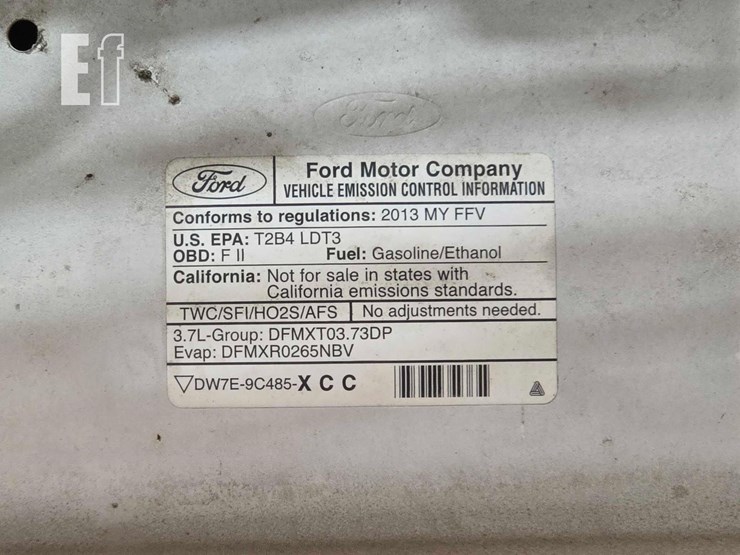 Ef
Ford
Ford
Ford Motor Company
VEHICLE EMISSION CONTROL INFORMATION
Conforms to regulations: 2013 MY FFV
U.S. EPA: T2B4 LDT3
OBD: F II Fuel: Gasoline/Ethanol
California: Not for sale in states with
California emissions standards.
TWC/SFI/HO2S/AFS No adjustments needed.
3.7L-Group: DFMXT03.73DP
Evap: DFMXR0265NBV
▽DW7E-9C485-X C C